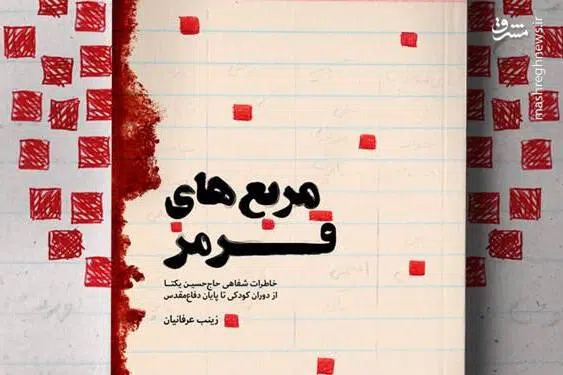 مشرق
mashreghnews.ir
مربع‌های
قرمز
خاطرات شفاهی حاج‌حسین یکتا
از دوران کودکی تا پایان دفاع‌مقدس
زینب عرفانیان